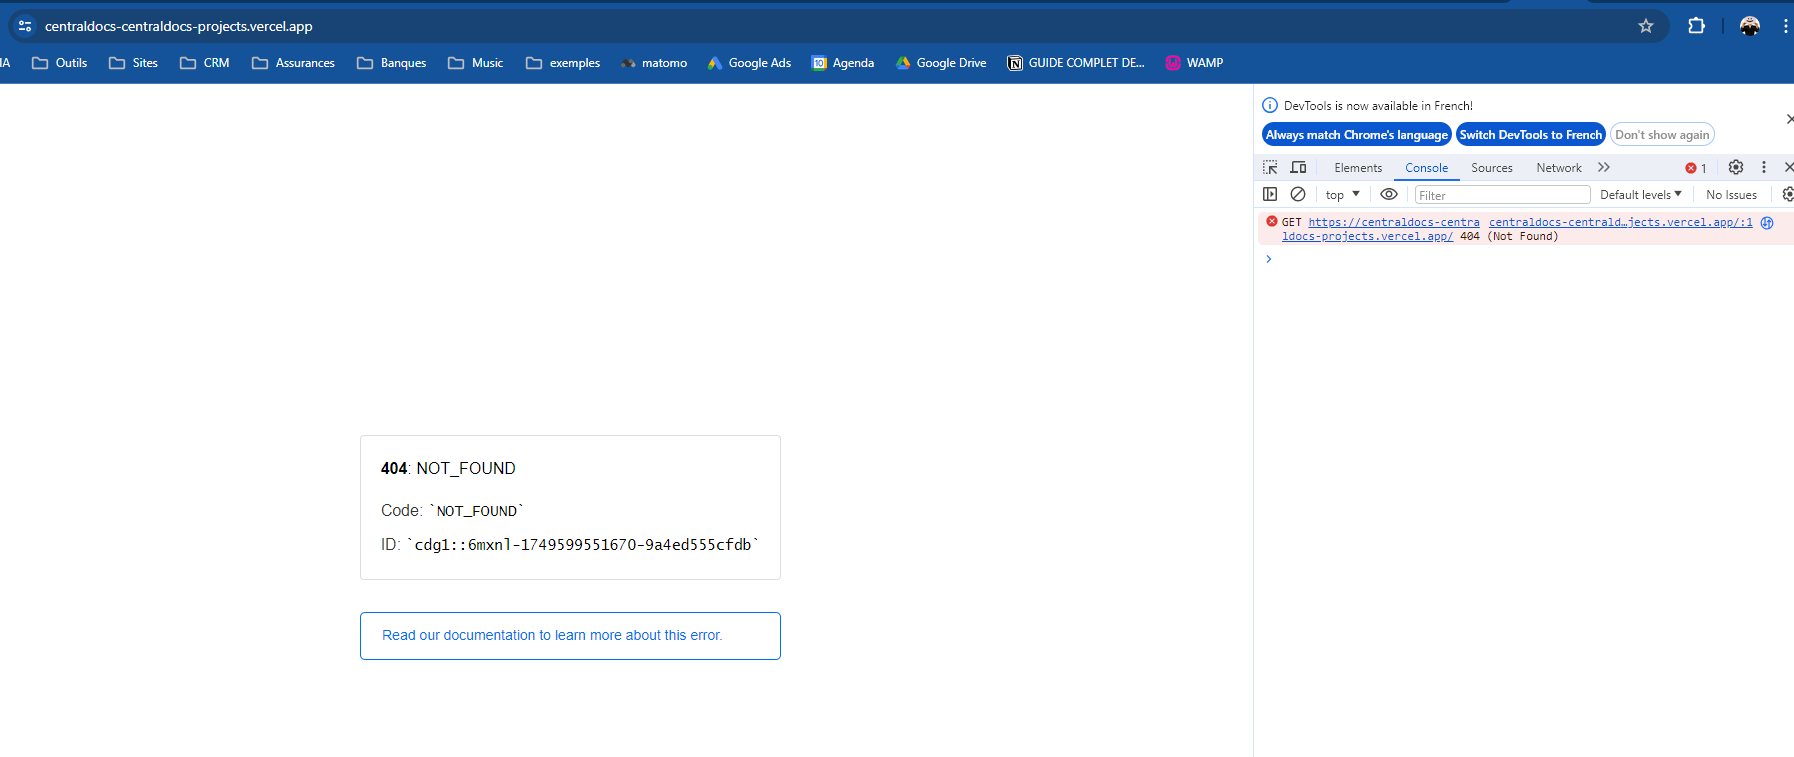 centraldocs-centraldocs-projects.vercel.app
IA Outils Sites CRM Assurances Banques Music exemples matomo Google Ads 10 Agenda Google Drive GUIDE COMPLET DE... WAMP
DevTools is now available in French!
Always match Chrome's language Switch DevTools to French Don't show again
Elements Console Sources Network 1
top Filter Default levels No Issues
GET https://centraldocs-centra centraldocs-centrald…jects.vercel.app/:1
ldocs-projects.vercel.app/ 404 (Not Found)
404: NOT_FOUND
Code: `NOT_FOUND`
ID: `cdg1::6mxnl-1749599551670-9a4ed555cfdb`
Read our documentation to learn more about this error.